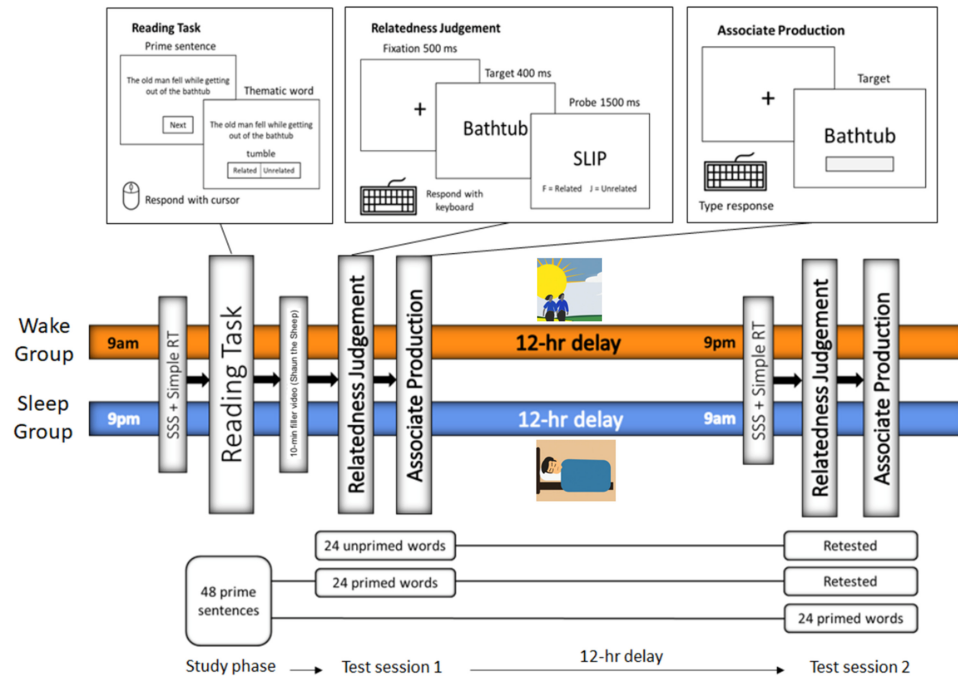 Reading Task
Prime sentence
The old man fell while getting
out of the bathtub
Next
Thematic word
The old man fell while getting
out of the bathtub
tumble
Related Unrelated
Respond with cursor
Relatedness Judgement
Fixation 500 ms
+
Target 400 ms
Bathtub
Probe 1500 ms
SLIP
F = Related J = Unrelated
Respond with
keyboard
Associate Production
+
Target
Bathtub
Type response
Wake
Group
9am
SSS + Simple RT
Reading Task
10-min filler video (Shaun the Sheep)
Relatedness Judgement
Associate Production
12-hr delay
9pm
SSS + Simple RT
Relatedness Judgement
Associate Production
Sleep
Group
9pm
12-hr delay
9am
48 prime
sentences
24 unprimed words
Retested
24 primed words
Retested
24 primed words
Study phase
Test session 1
12-hr delay
Test session 2